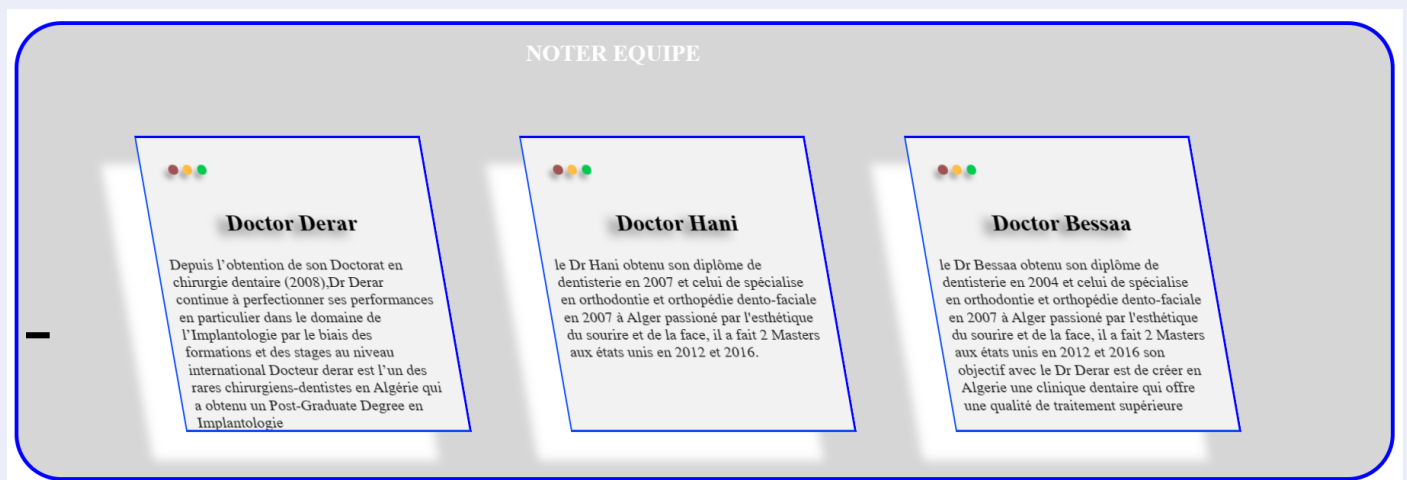 NOTER EQUIPE
Doctor Derar
Depuis l’obtention de son Doctorat en
chirurgie dentaire (2008),Dr Derar
continue à perfectionner ses performances
en particulier dans le domaine de
l’Implantologie par le biais des
formations et des stages au niveau
international Docteur derar est l’un des
rares chirurgiens-dentistes en Algérie qui
a obtenu un Post-Graduate Degree en
Implantologie
Doctor Hani
le Dr Hani obtenu son diplôme de
dentisterie en 2007 et celui de spécialise
en orthodontie et orthopédie dento-faciale
en 2007 à Alger passioné par l'esthétique
du sourire et de la face, il a fait 2 Masters
aux états unis en 2012 et 2016.
Doctor Bessaa
le Dr Bessaa obtenu son diplôme de
dentisterie en 2004 et celui de spécialise
en orthodontie et orthopédie dento-faciale
en 2007 à Alger passioné par l'esthétique
du sourire et de la face, il a fait 2 Masters
aux états unis en 2012 et 2016 son
objectif avec le Dr Derar est de créer en
Algerie une clinique dentaire qui offre
une qualité de traitement supérieure